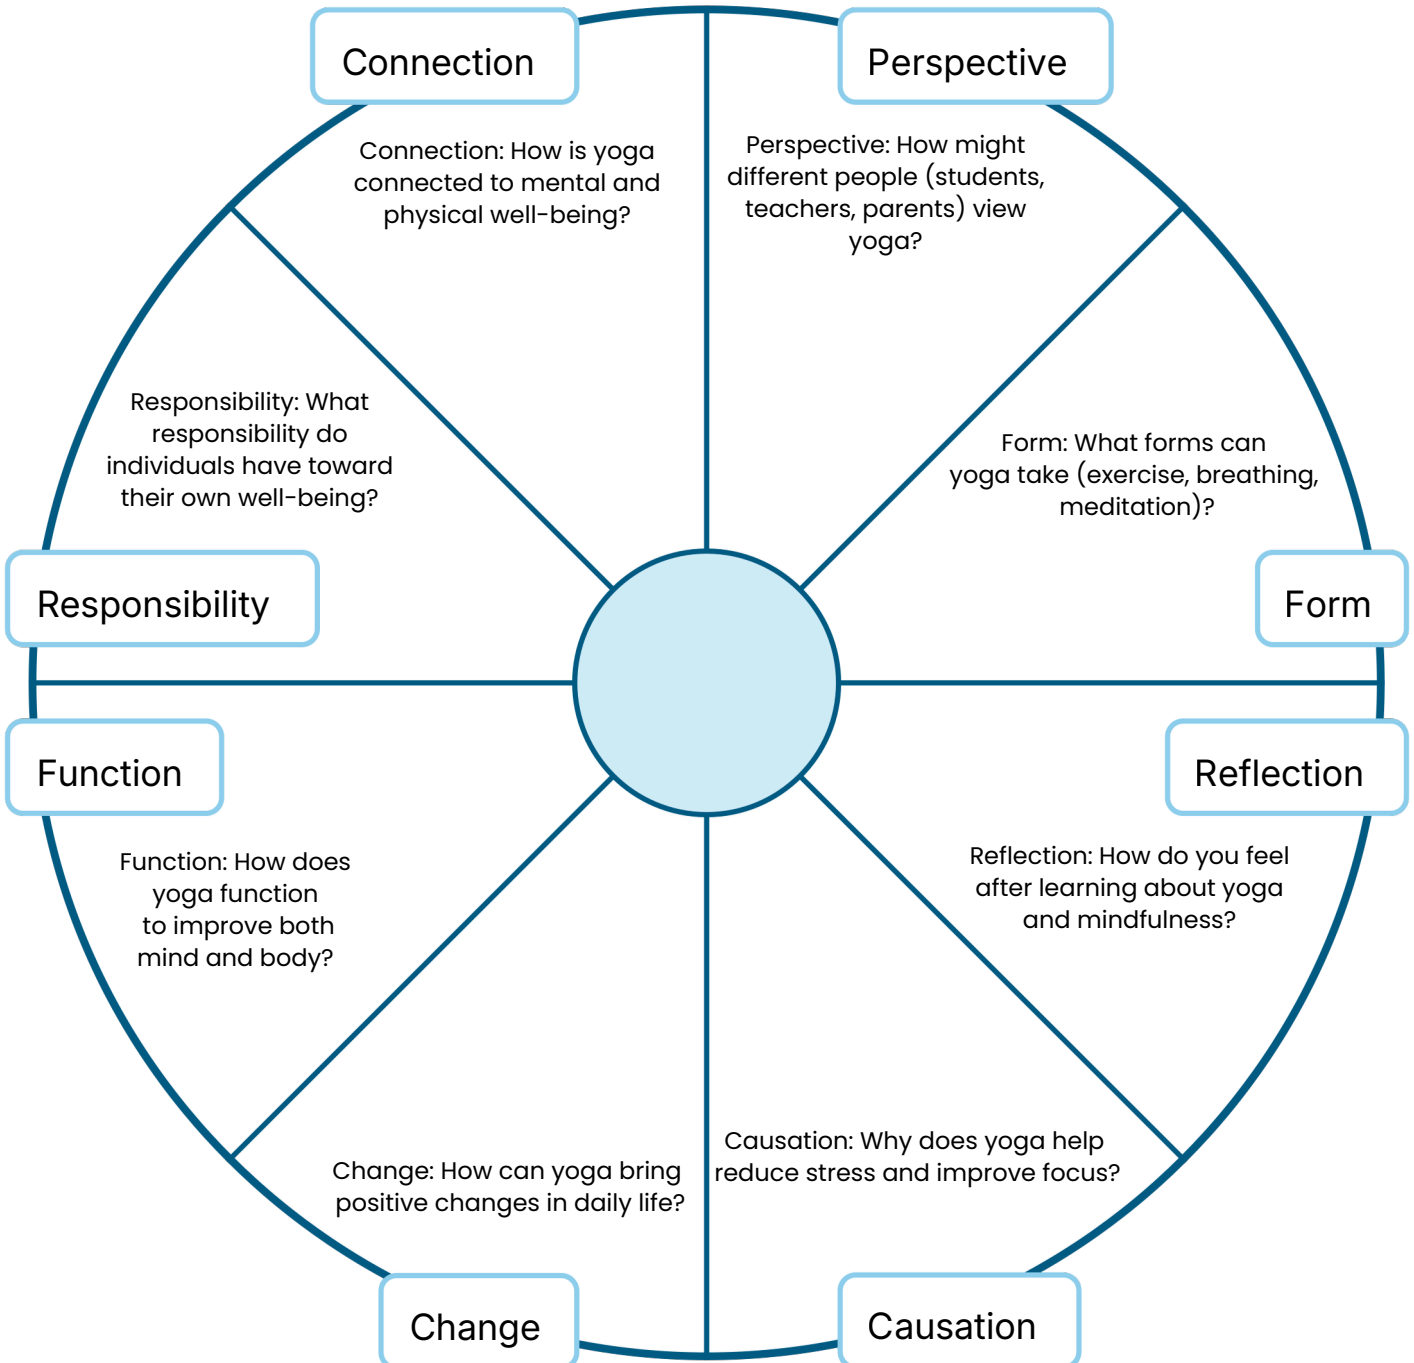 Connection
Connection: How is yoga
connected to mental and
physical well-being?
Perspective
Perspective: How might
different people (students,
teachers, parents) view
yoga?
Responsibility: What
responsibility do
individuals have toward
their own well-being?
Responsibility
Form: What forms can
yoga take (exercise, breathing,
meditation)?
Form
Function
Function: How does
yoga function
to improve both
mind and body?
Reflection
Reflection: How do you feel
after learning about yoga
and mindfulness?
Change: How can yoga bring
positive changes in daily life?
Change
Causation: Why does yoga help
reduce stress and improve focus?
Causation